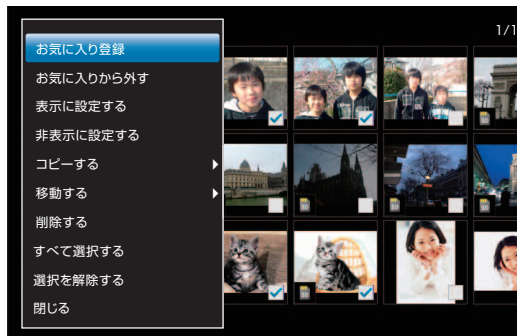 1/1
お気に入り登録
お気に入りから外す
表示に設定する
非表示に設定する
コピーする
移動する
削除する
すべて選択する
選択を解除する
閉じる